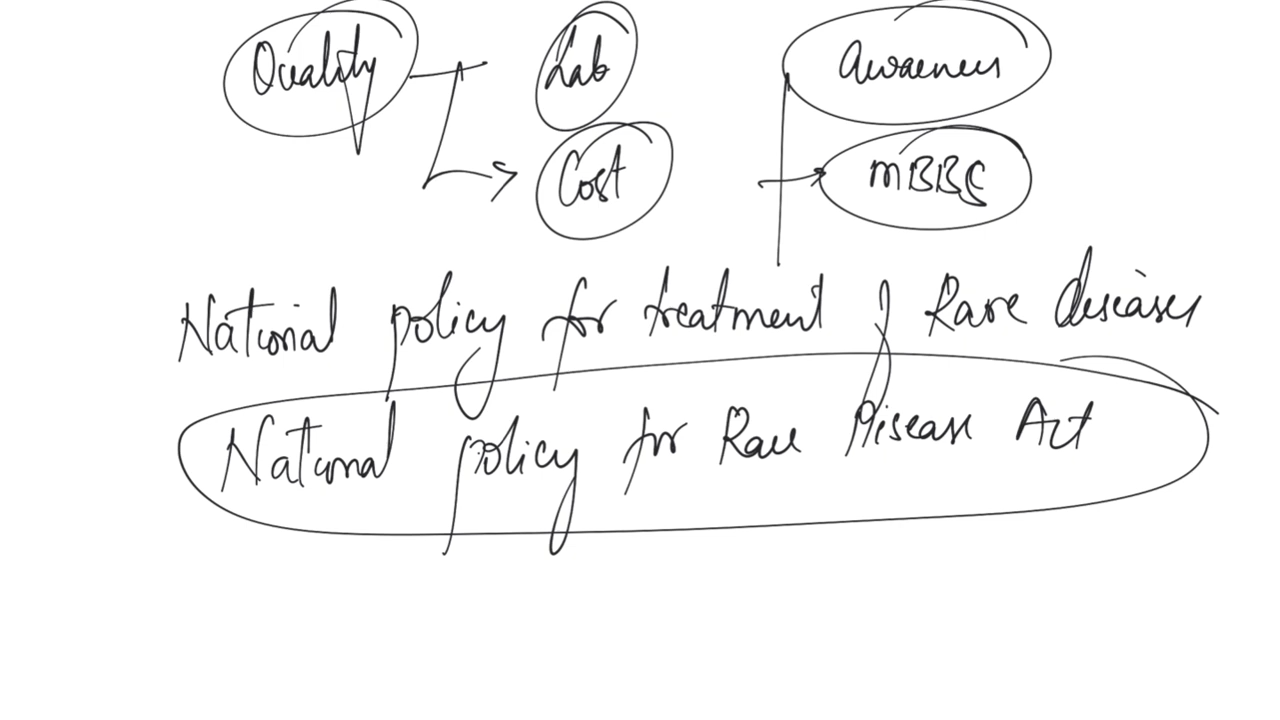 Quality Lab Awareness
Cost MBBS
National policy for treatment of Rare diseases
National policy for Rare Disease Act